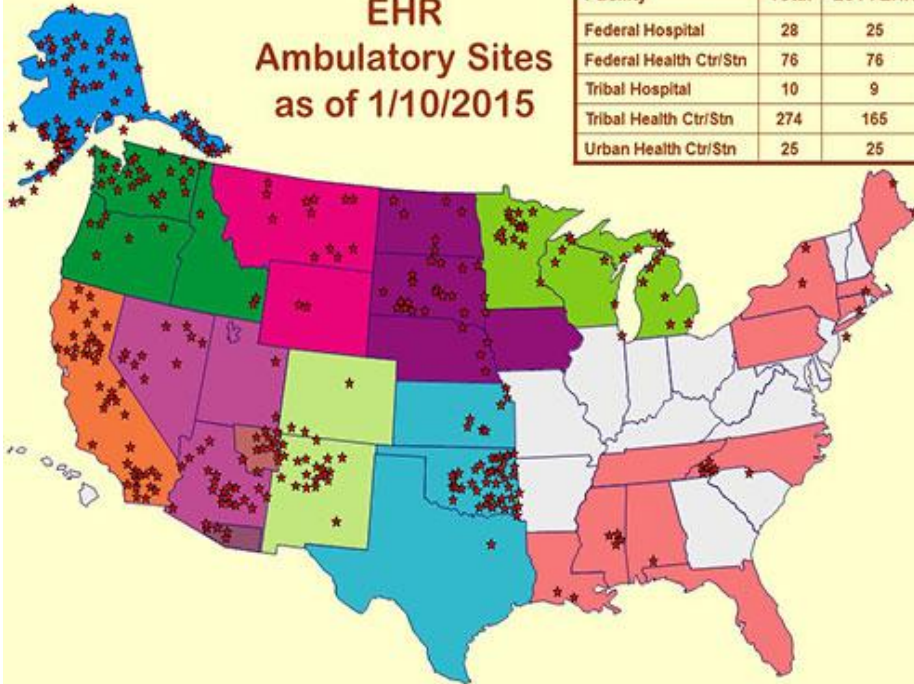 EHR
Ambulatory Sites
as of 1/10/2015
Federal Hospital 28 25
Federal Health Ctr/Stn 76 76
Tribal Hospital 10 9
Tribal Health Ctr/Stn 274 165
Urban Health Ctr/Stn 25 25